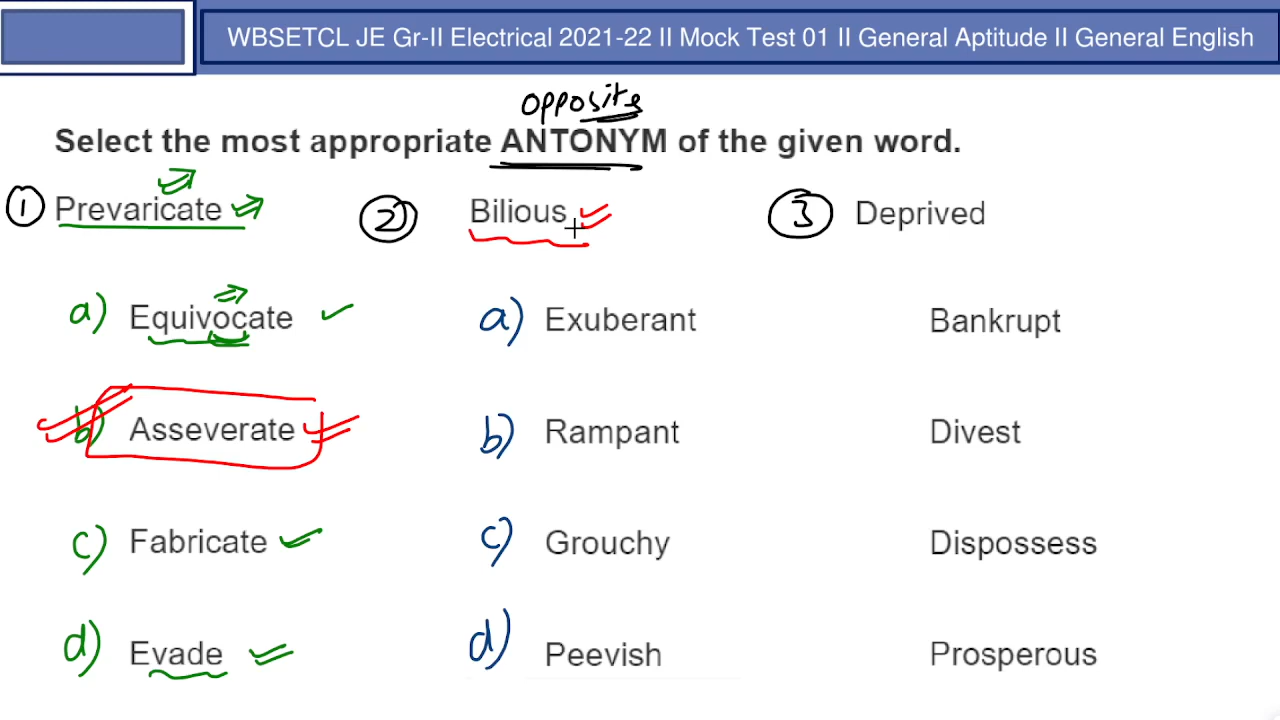 WBSETCL JE Gr-II Electrical 2021-22 II Mock Test 01 II General Aptitude II General English
opposite
Select the most appropriate ANTONYM of the given word.
1 Prevaricate 2 Bilious 3 Deprived
a) Equivocate a) Exuberant Bankrupt
b) Asseverate b) Rampant Divest
c) Fabricate c) Grouchy Dispossess
d) Evade d) Peevish Prosperous